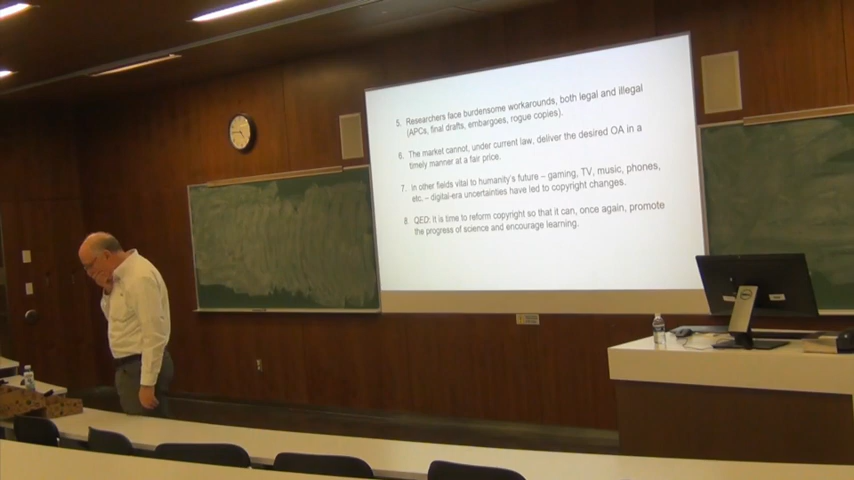 5. Researchers face burdensome workarounds, both legal and illegal
(APCs, final drafts, embargoes, rogue copies).
6. The market cannot, under current law, deliver the desired OA in a
timely manner at a fair price.
7. In other fields vital to humanity's future – gaming, TV, music, phones,
etc. – digital-era uncertainties have led to copyright changes.
8. QED: It is time to reform copyright so that it can, once again, promote
the progress of science and encourage learning.